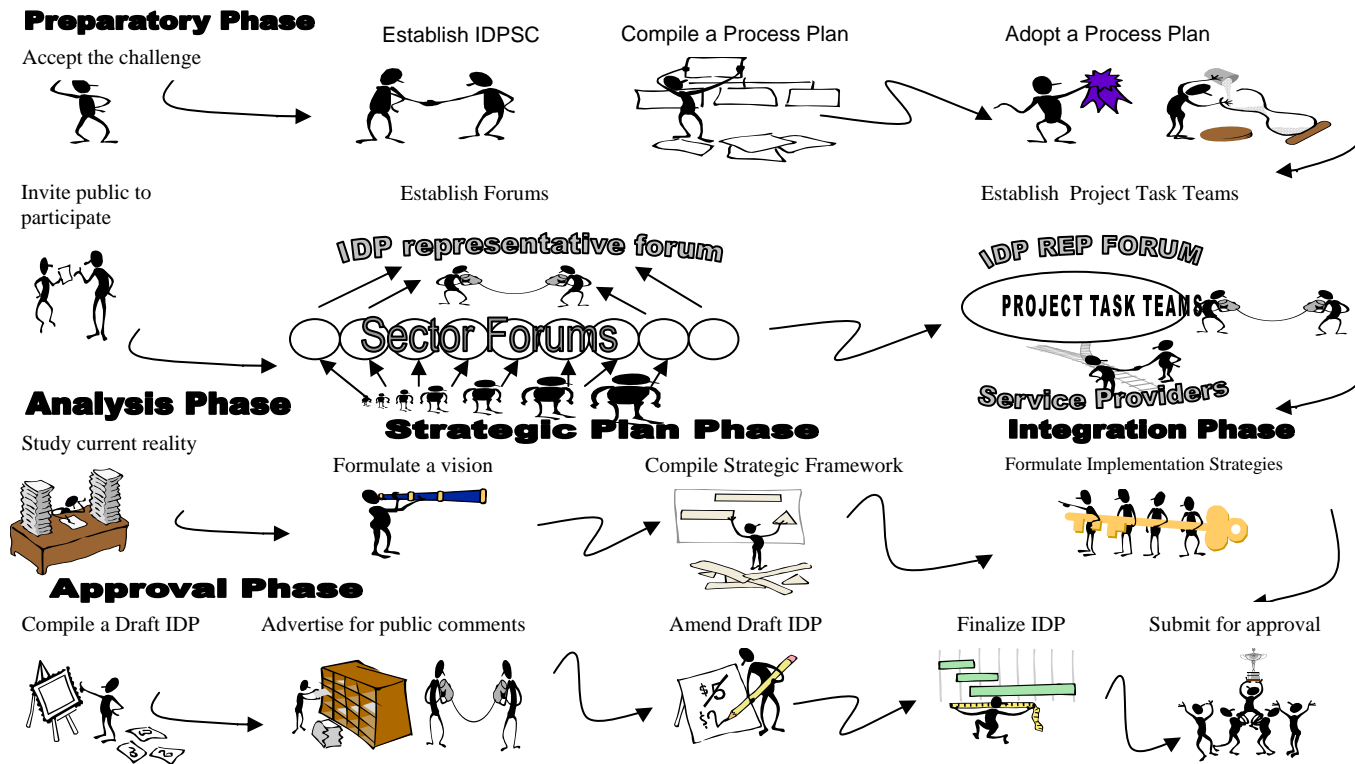 Preparatory Phase
Accept the challenge
Establish IDPSC
Compile a Process Plan
Adopt a Process Plan
Invite public to
participate
Establish Forums
Establish Project Task Teams
IDP representative forum
Sector Forums
IDP REP FORUM
PROJECT TASK TEAMS
Service Providers
Analysis Phase
Strategic Plan Phase
Integration Phase
Study current reality
Formulate a vision
Compile Strategic Framework
Formulate Implementation Strategies
Approval Phase
Compile a Draft IDP
Advertise for public comments
Amend Draft IDP
Finalize IDP
Submit for approval